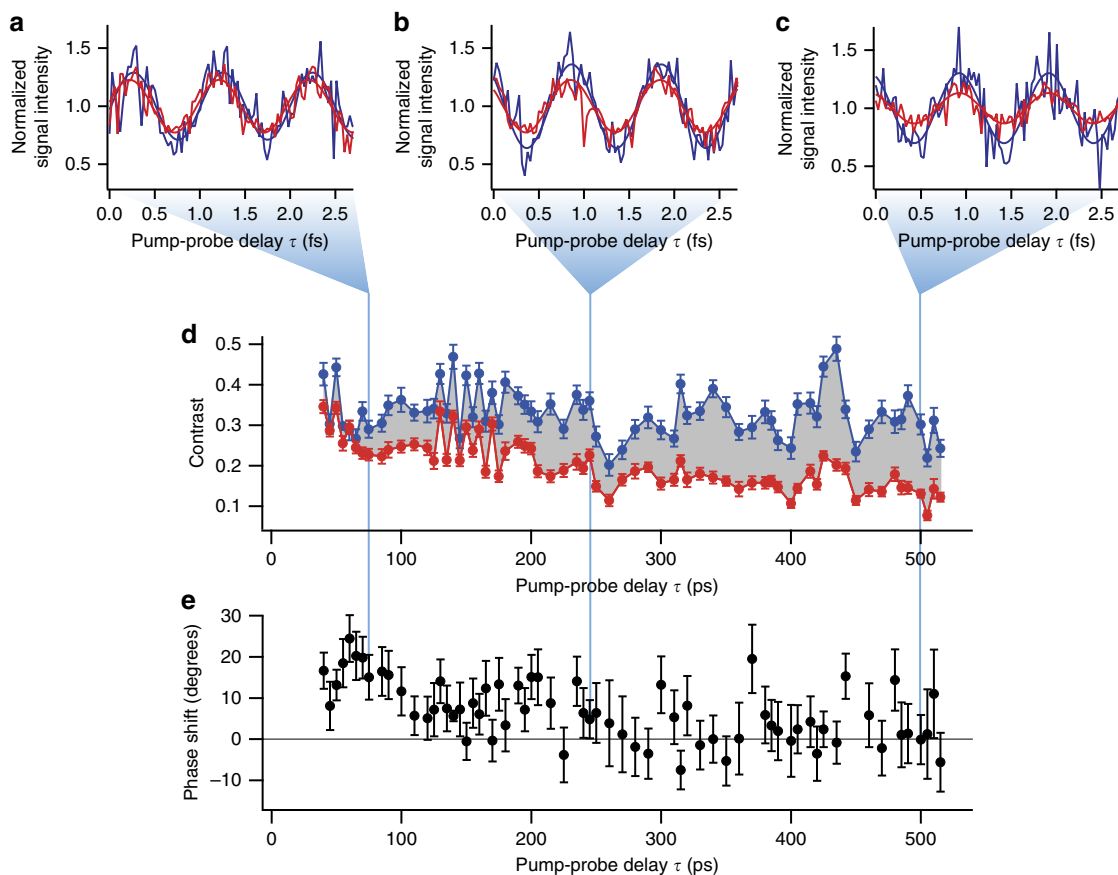 a
b
c
Normalized
signal intensity
1.5
1.0
0.5
0.0 0.5 1.0 1.5 2.0 2.5
Pump-probe delay τ (fs)
Normalized
signal intensity
1.5
1.0
0.5
0.0 0.5 1.0 1.5 2.0 2.5
Pump-probe delay τ (fs)
Normalized
signal intensity
1.5
1.0
0.5
0.0 0.5 1.0 1.5 2.0 2.5
Pump-probe delay τ (fs)
d
Contrast
0.5
0.4
0.3
0.2
0.1
0 100 200 300 400 500
Pump-probe delay τ (ps)
e
Phase shift (degrees)
30
20
10
0
−10
0 100 200 300 400 500
Pump-probe delay τ (ps)